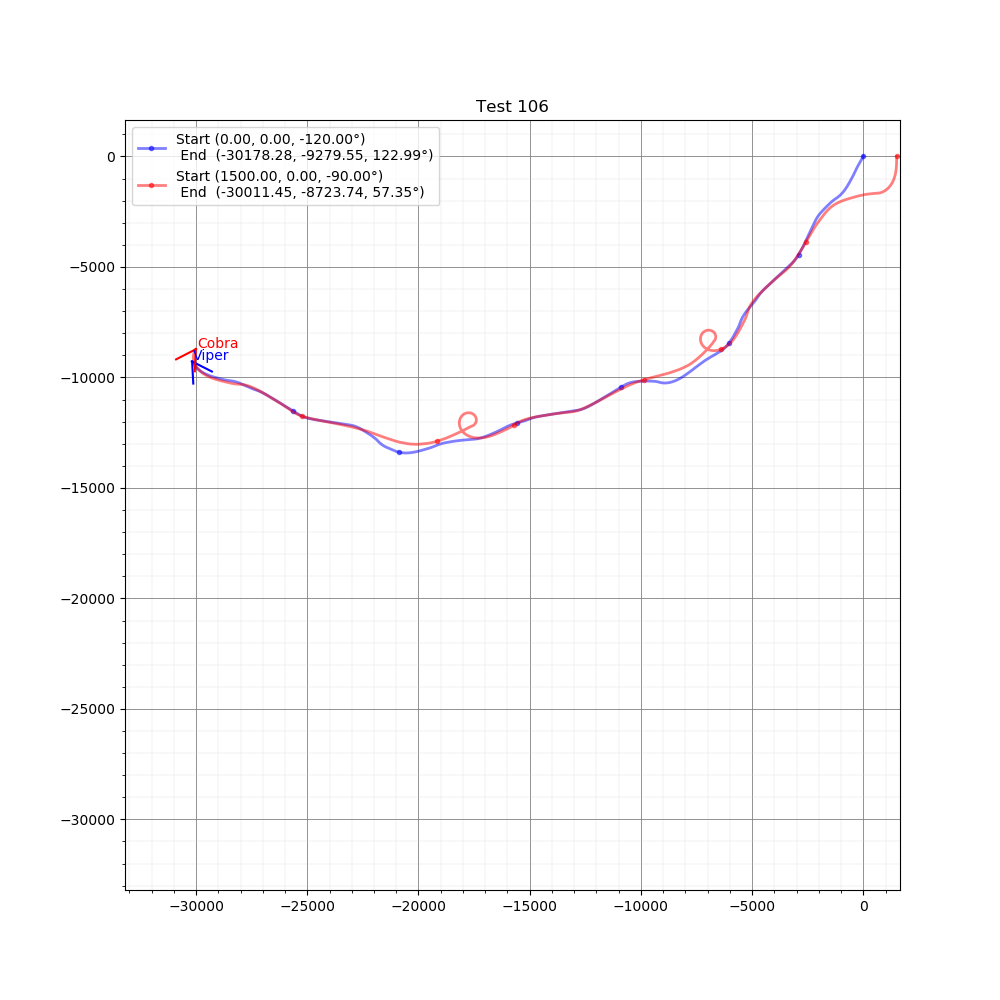 Test 106
Start (0.00, 0.00, -120.00°)
End  (-30178.28, -9279.55, 122.99°)
Start (1500.00, 0.00, -90.00°)
End  (-30011.45, -8723.74, 57.35°)
0
−5000
−10000
−15000
−20000
−25000
−30000
Cobra
Viper
−30000 −25000 −20000 −15000 −10000 −5000 0